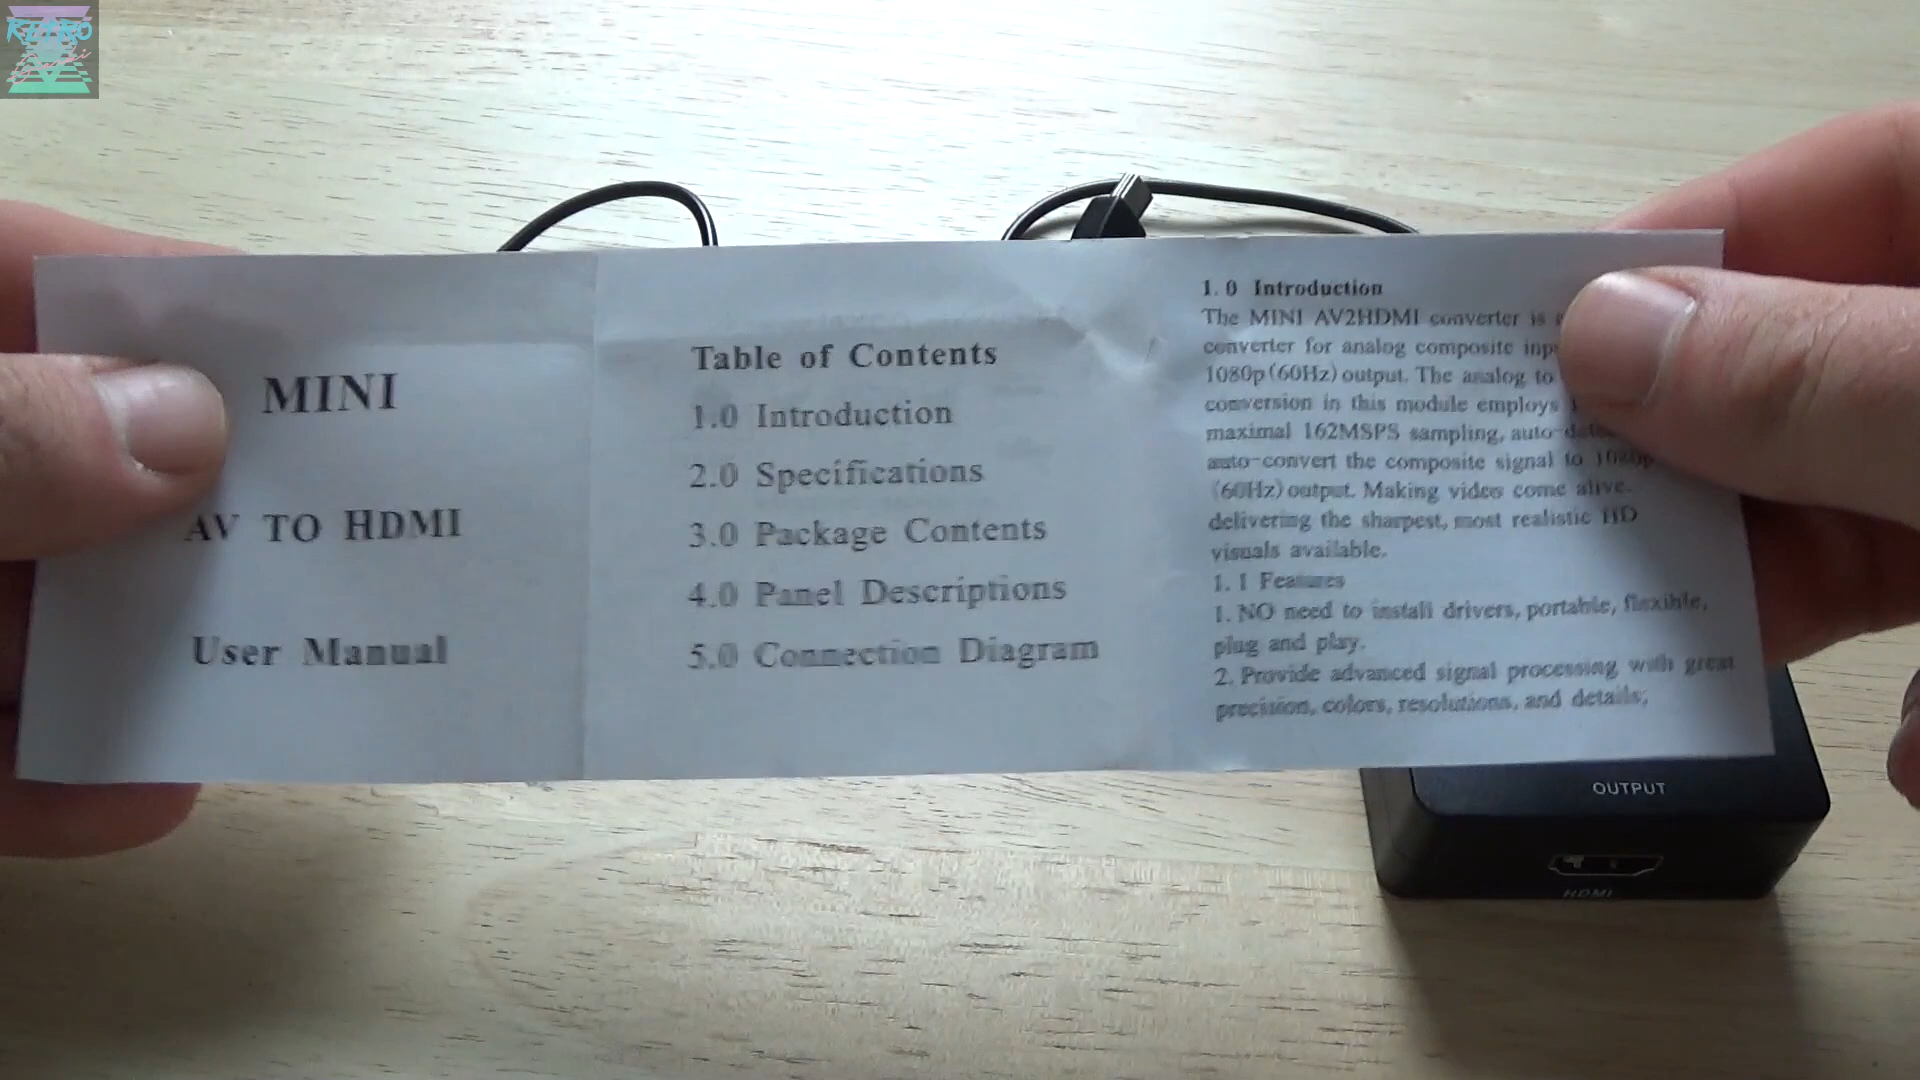 RETRO
MINI
AV TO HDMI
User Manual
Table of Contents
1.0 Introduction
2.0 Specifications
3.0 Package Contents
4.0 Panel Descriptions
5.0 Connection Diagram
1.0 Introduction
The MINI AV2HDMI converter is
converter for analog composite
1080p(60Hz)output. The analog to
conversion in this module employs
maximal 162MSPS sampling, auto-
auto-convert the composite signal to 1080p
(60Hz)output. Making video come alive.
delivering the sharpest, most realistic HD
visuals available.
1.1 Features
1. NO need to install drivers, portable, flexible,
plug and play.
2. Provide advanced signal processing with great
precision, colors, resolutions, and details;
OUTPUT
HDMI